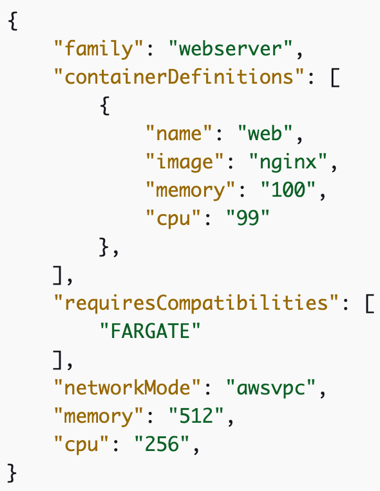 {
    "family": "webserver",
    "containerDefinitions": [
        {
            "name": "web",
            "image": "nginx",
            "memory": "100",
            "cpu": "99"
        },
    ],
    "requiresCompatibilities": [
        "FARGATE"
    ],
    "networkMode": "awsvpc",
    "memory": "512",
    "cpu": "256",
}